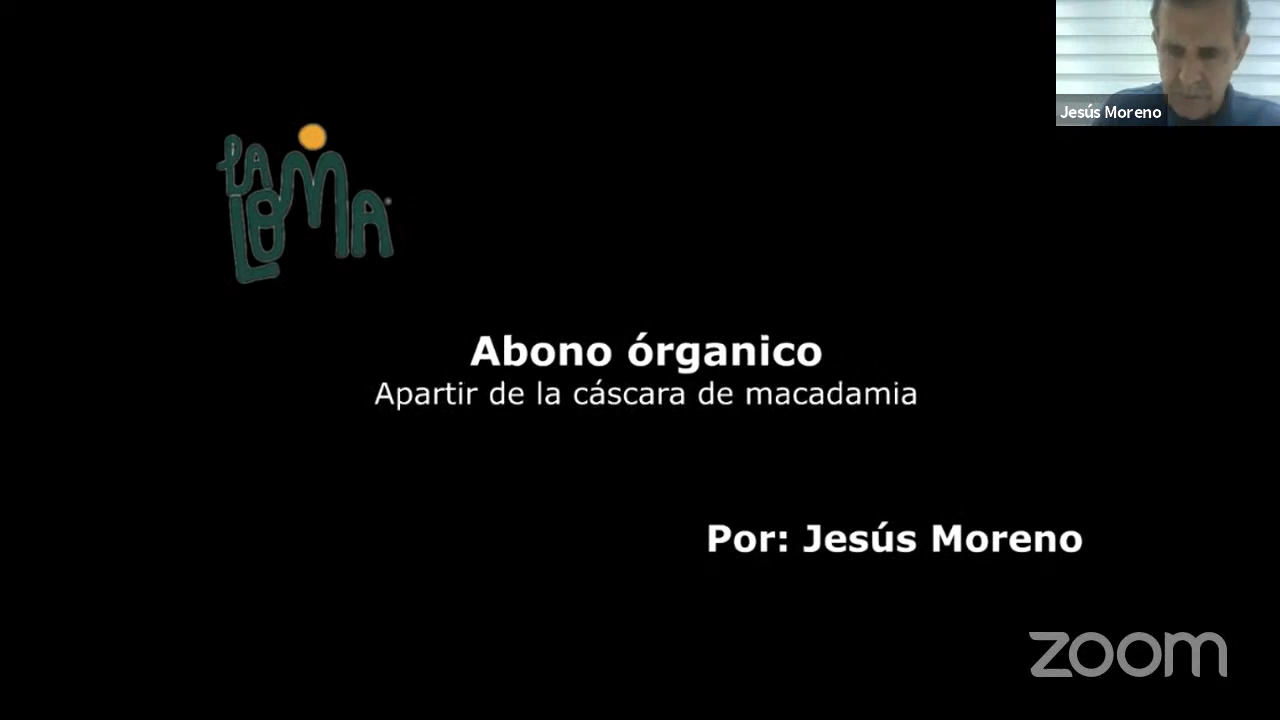 Jesús Moreno
LA
LOMA
Abono órganico
Apartir de la cáscara de macadamia
Por: Jesús Moreno
zoom